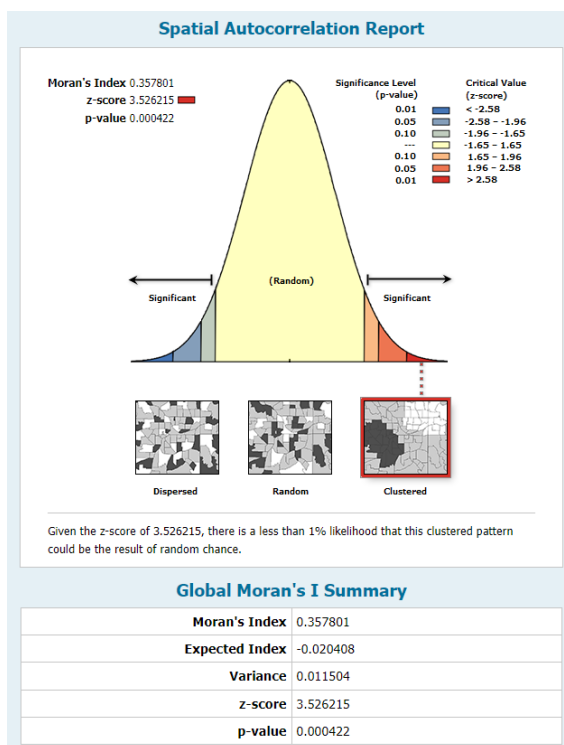 Spatial Autocorrelation Report
Moran's Index 0.357801
z-score 3.526215
p-value 0.000422
Significance Level
(p-value)
Critical Value
(z-score)
0.01 < -2.58
0.05 -2.58 - -1.96
0.10 -1.96 - -1.65
--- -1.65 - 1.65
0.10 1.65 - 1.96
0.05 1.96 - 2.58
0.01 > 2.58
(Random)
Significant
Significant
Dispersed
Random
Clustered
Given the z-score of 3.526215, there is a less than 1% likelihood that this clustered pattern
could be the result of random chance.
Global Moran's I Summary
Moran's Index 0.357801
Expected Index -0.020408
Variance 0.011504
z-score 3.526215
p-value 0.000422